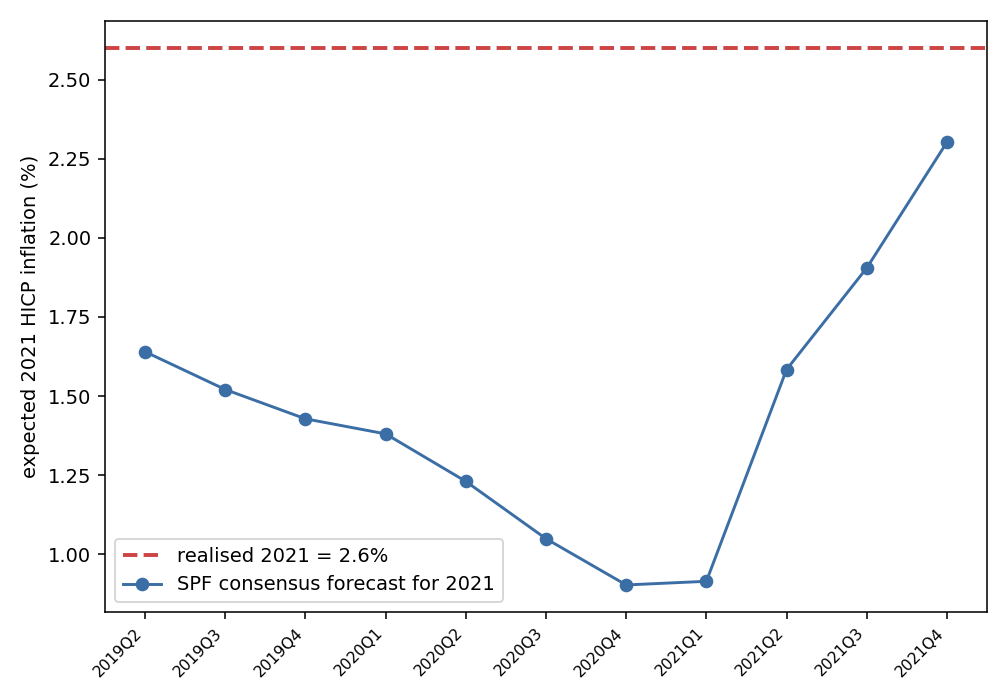 expected 2021 HICP inflation (%)
2.50
2.25
2.00
1.75
1.50
1.25
1.00
realised 2021 = 2.6%
SPF consensus forecast for 2021
2019Q2
2019Q3
2019Q4
2020Q1
2020Q2
2020Q3
2020Q4
2021Q1
2021Q2
2021Q3
2021Q4